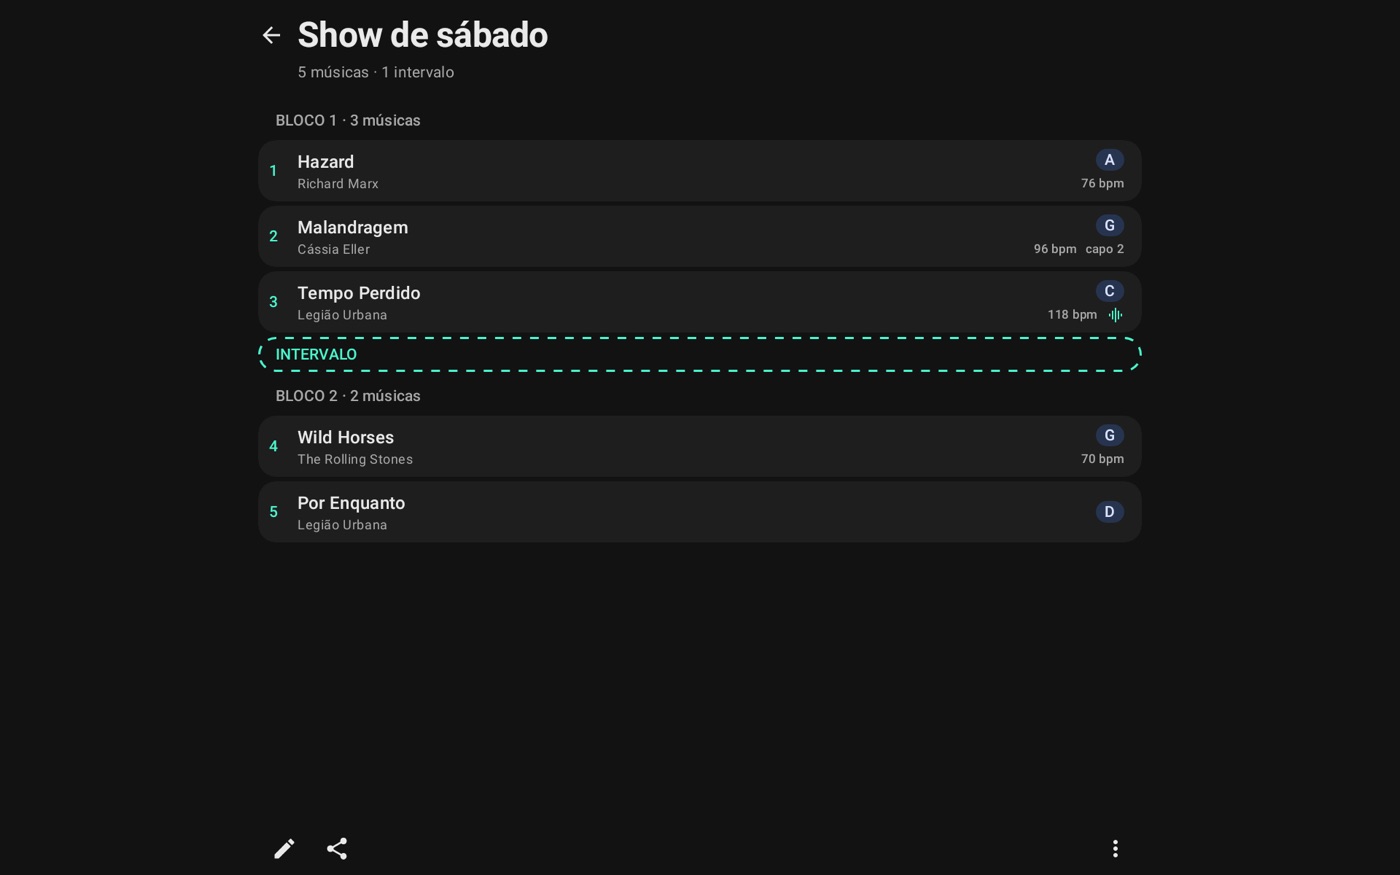 Show de sábado
5 músicas · 1 intervalo
BLOCO 1 · 3 músicas
1 Hazard A
Richard Marx 76 bpm
2 Malandragem G
Cássia Eller 96 bpm capo 2
3 Tempo Perdido C
Legião Urbana 118 bpm
INTERVALO
BLOCO 2 · 2 músicas
4 Wild Horses G
The Rolling Stones 70 bpm
5 Por Enquanto D
Legião Urbana